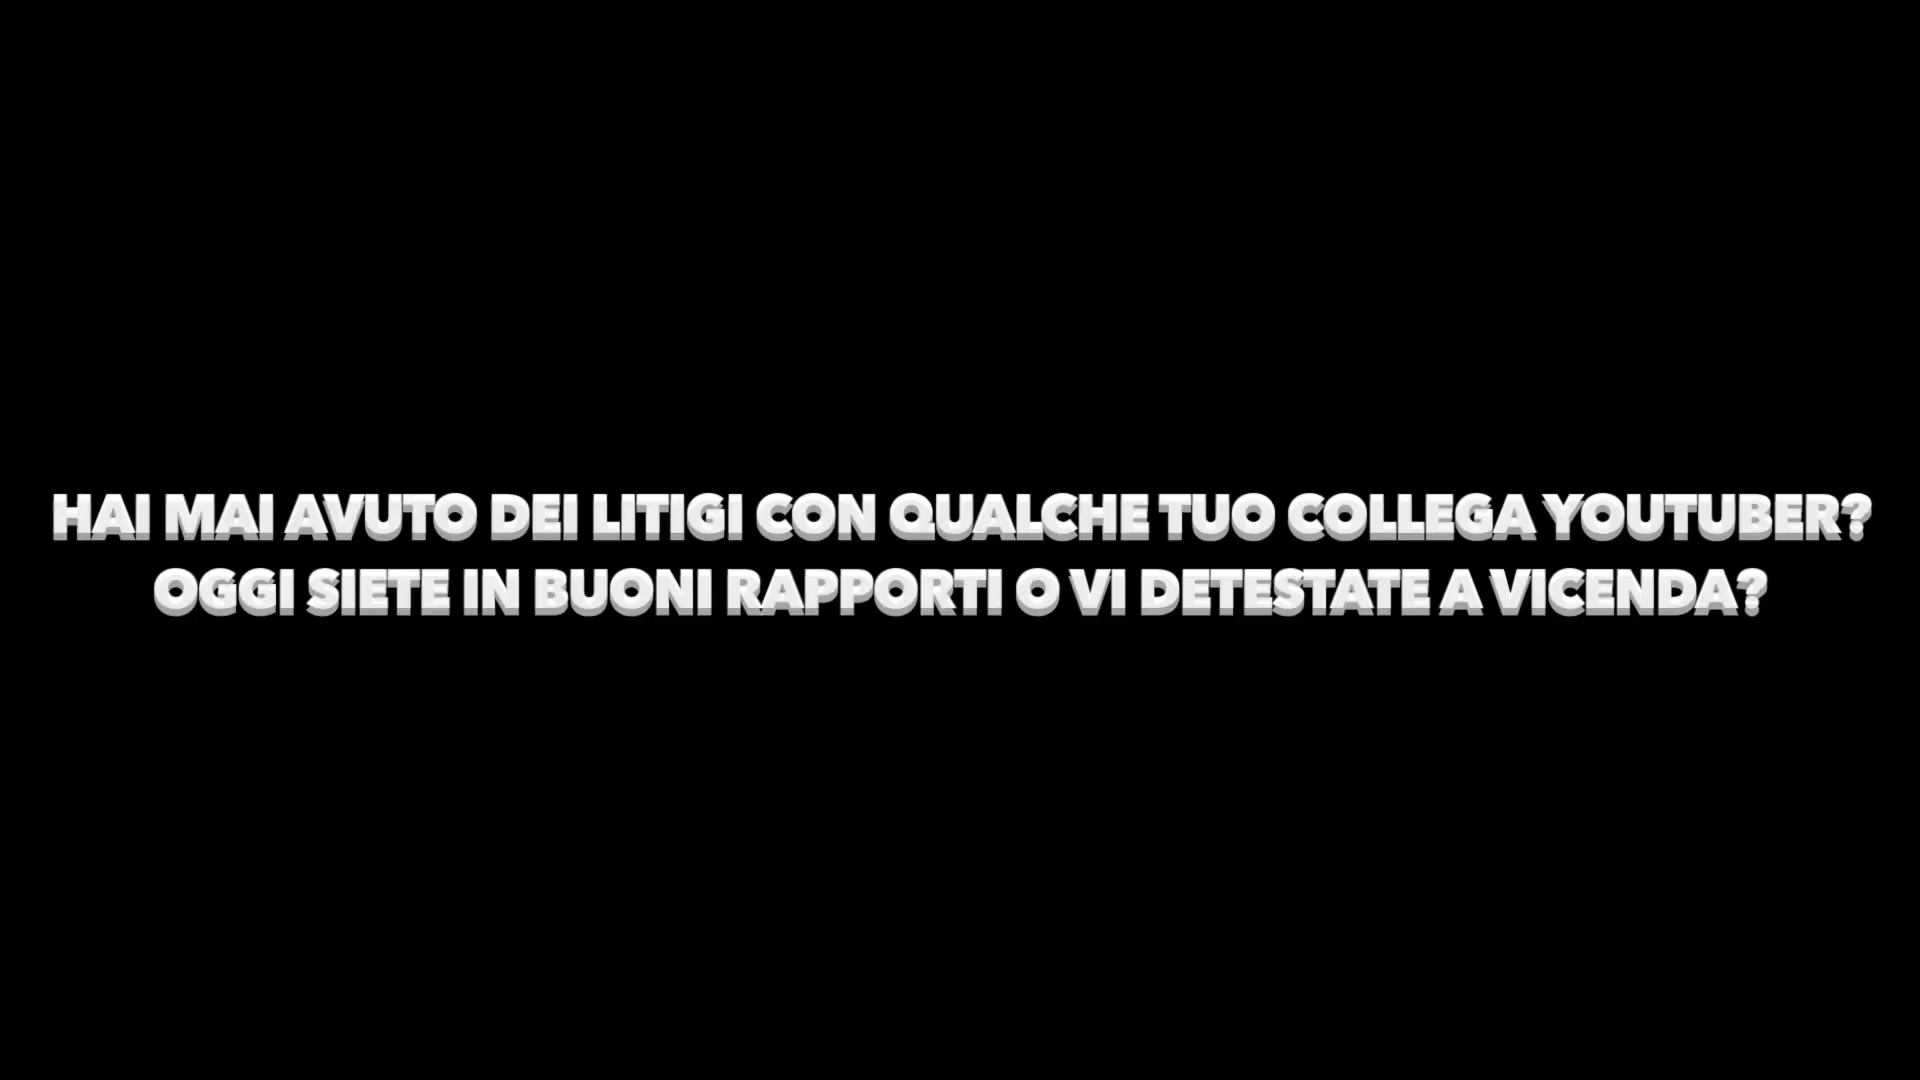 HAI MAI AVUTO DEI LITIGI CON QUALCHE TUO COLLEGA YOUTUBER?
OGGI SIETE IN BUONI RAPPORTI O VI DETESTATE A VICENDA?